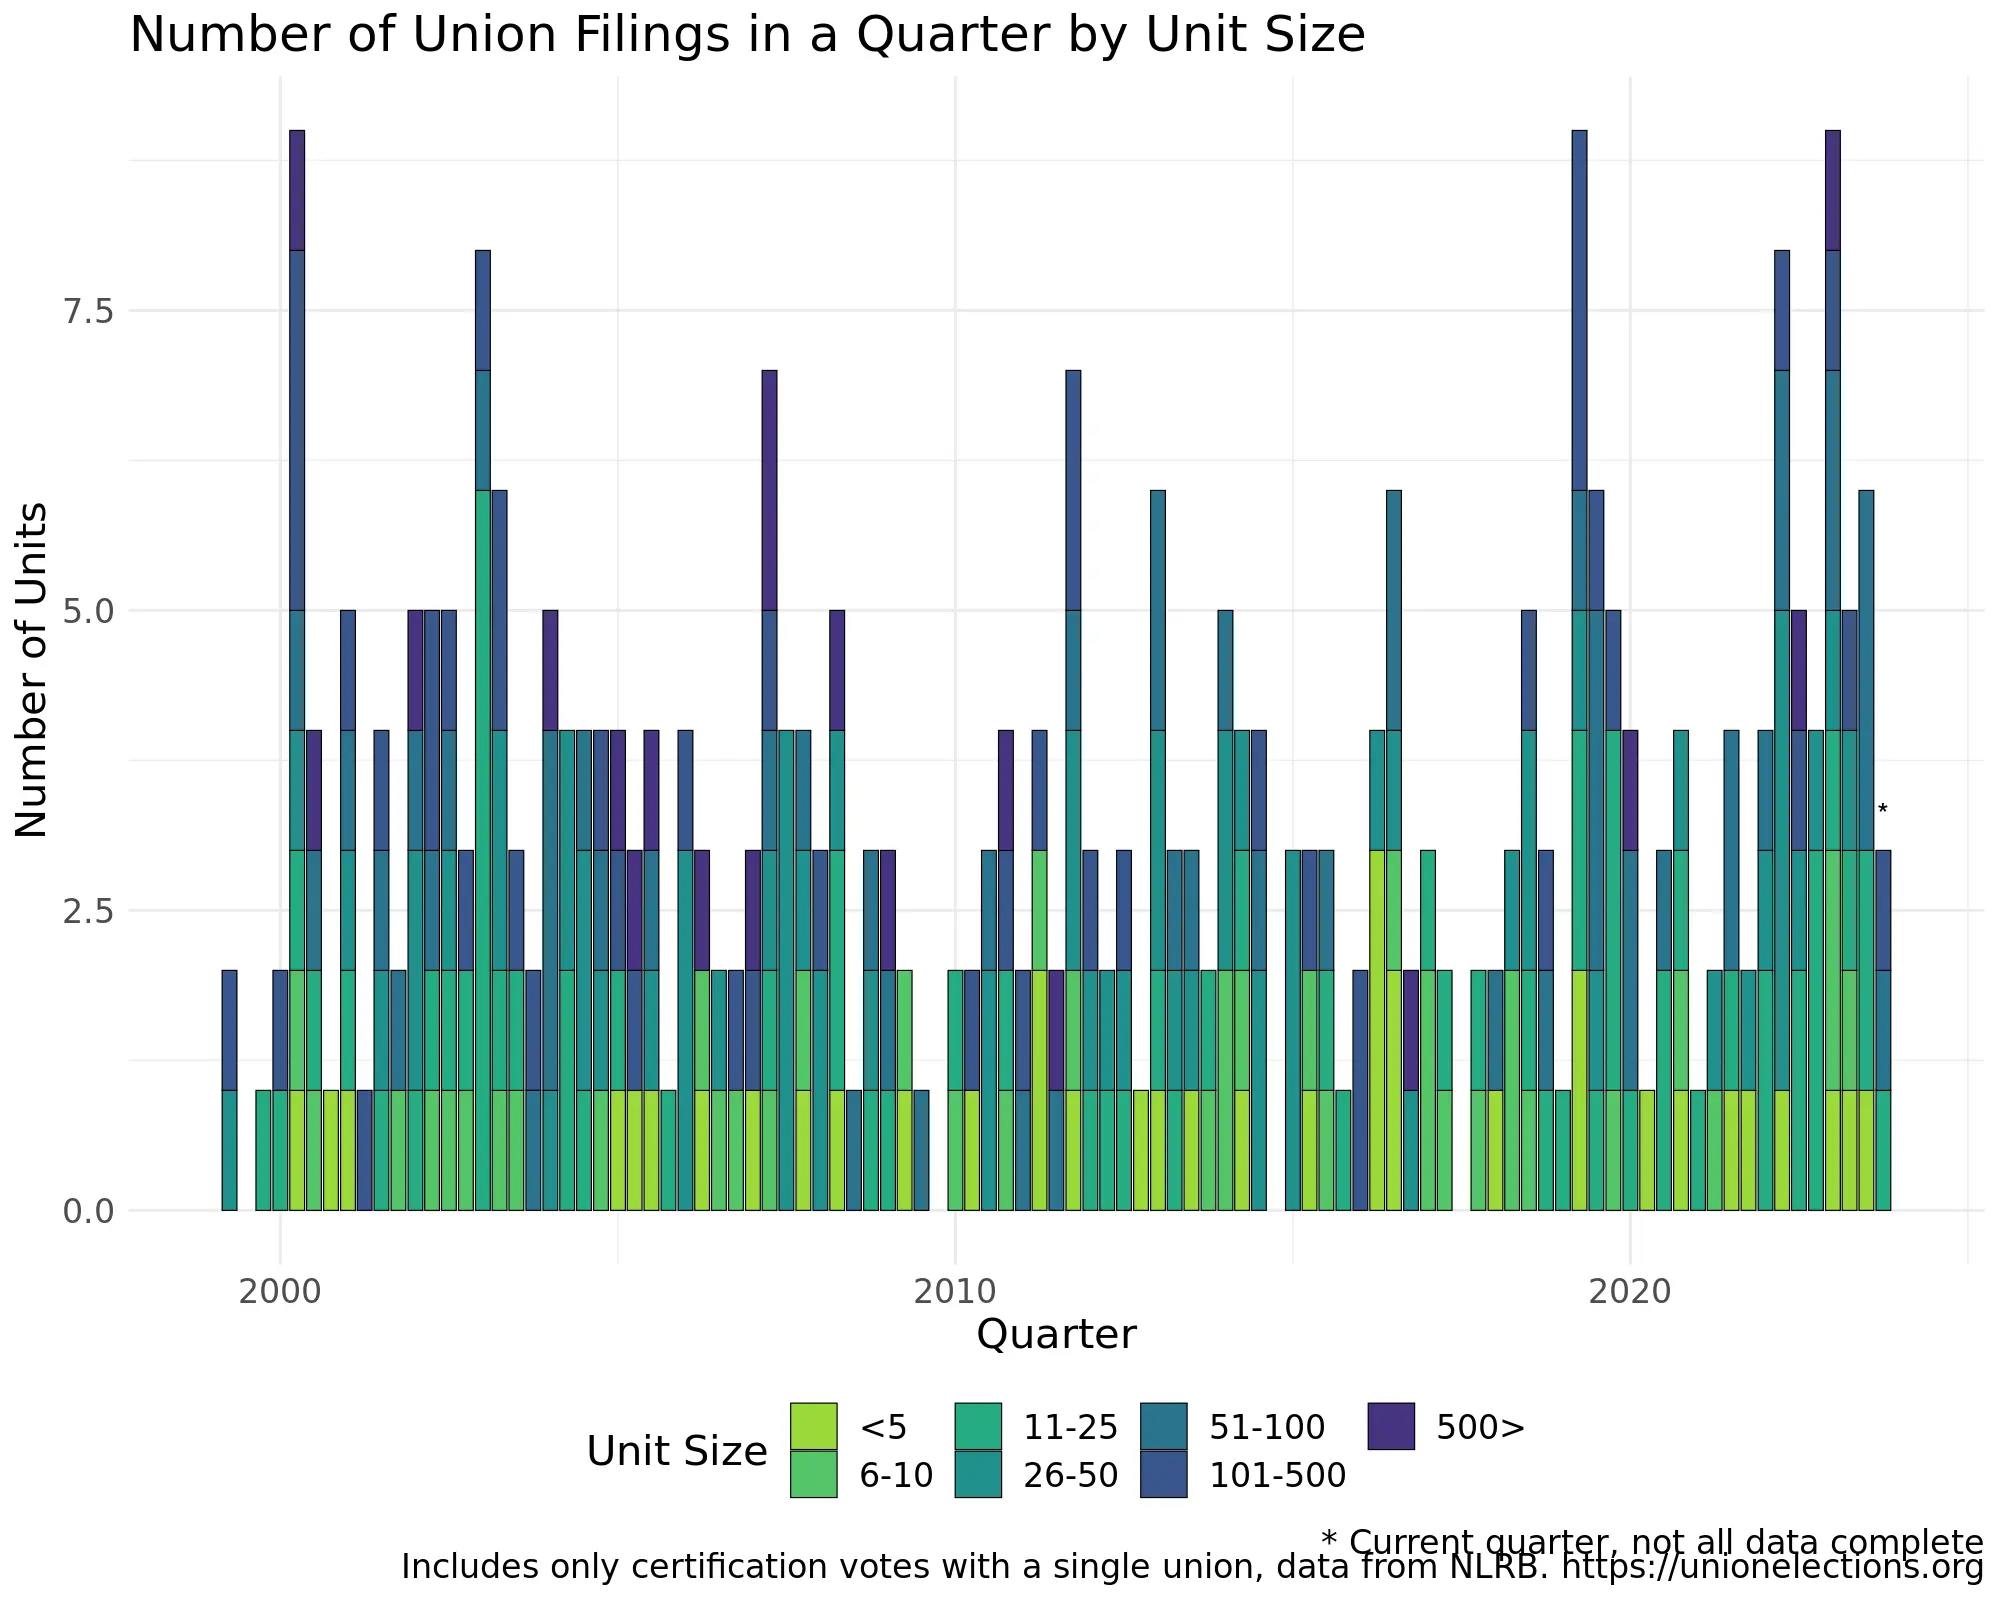 Number of Union Filings in a Quarter by Unit Size
Number of Units
7.5
5.0
2.5
0.0
*
2000
2010
2020
Quarter
Unit Size
<5
6-10
11-25
26-50
51-100
101-500
500>
* Current quarter, not all data complete
Includes only certification votes with a single union, data from NLRB. https://unionelections.org